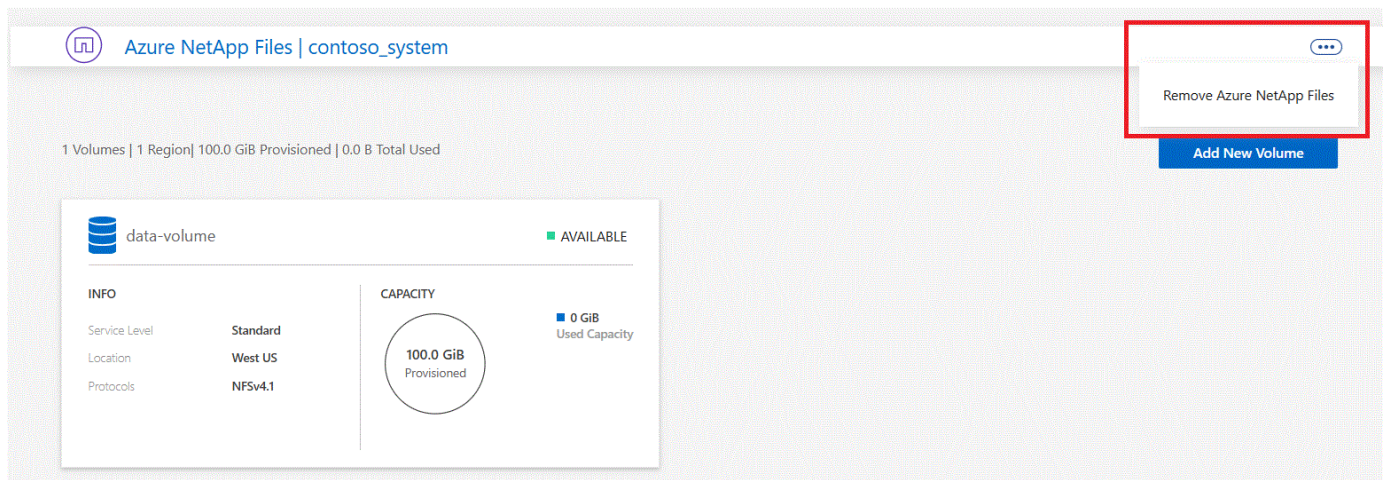 Azure NetApp Files | contoso_system
Remove Azure NetApp Files
1 Volumes | 1 Region| 100.0 GiB Provisioned | 0.0 B Total Used
Add New Volume
data-volume
AVAILABLE
INFO
Service Level Standard
Location West US
Protocols NFSv4.1
CAPACITY
100.0 GiB
Provisioned
0 GiB
Used Capacity